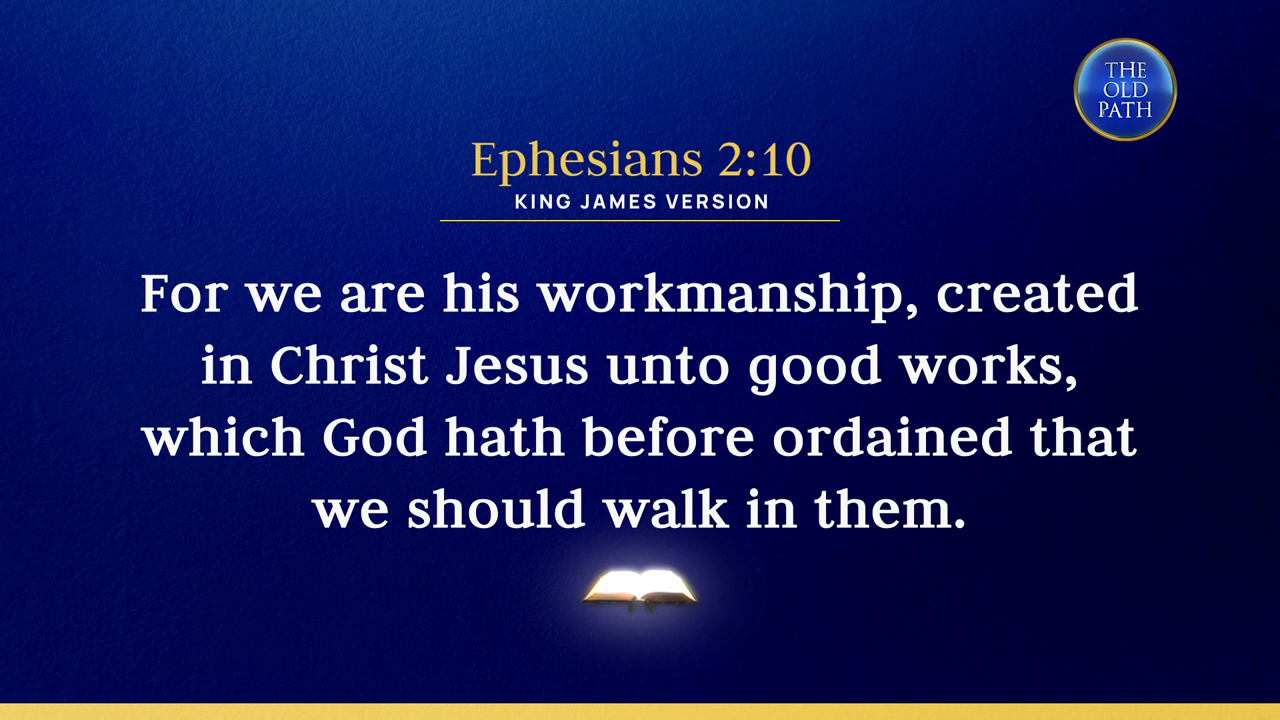 THE
OLD
PATH
Ephesians 2:10
KING JAMES VERSION
For we are his workmanship, created
in Christ Jesus unto good works,
which God hath before ordained that
we should walk in them.